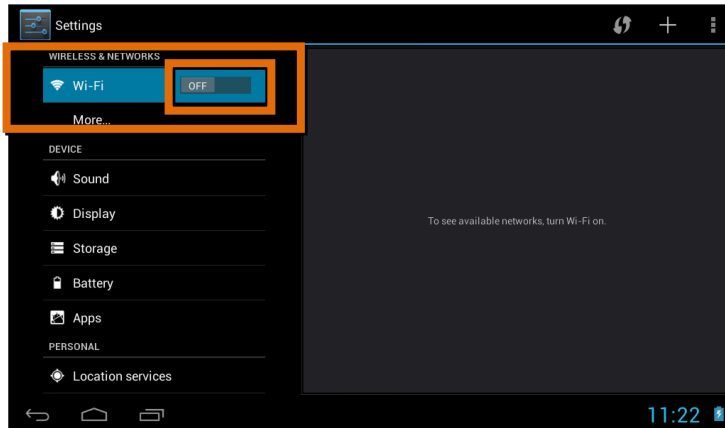 Settings
WIRELESS & NETWORKS
Wi-Fi OFF
More...
DEVICE
Sound
Display
To see available networks, turn Wi-Fi on.
Storage
Battery
Apps
PERSONAL
Location services
11:22